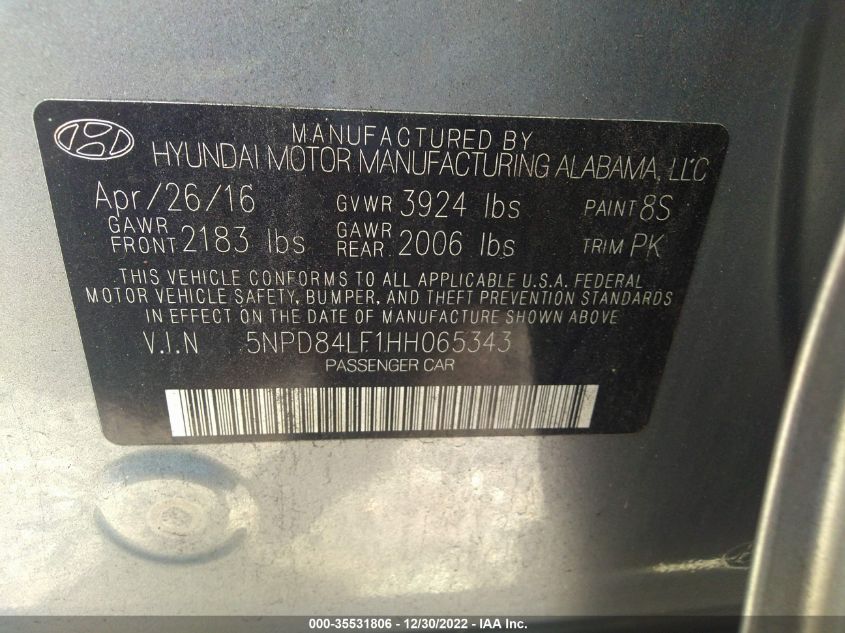 MANUFACTURED BY
HYUNDAI MOTOR MANUFACTURING ALABAMA, LLC
Apr/26/16 GVWR 3924 lbs PAINT 8S
GAWR FRONT 2183 lbs GAWR REAR 2006 lbs TRIM PK
THIS VEHICLE CONFORMS TO ALL APPLICABLE U.S.A. FEDERAL
MOTOR VEHICLE SAFETY, BUMPER, AND THEFT PREVENTION STANDARDS
IN EFFECT ON THE DATE OF MANUFACTURE SHOWN ABOVE
V.I.N 5NPD84LF1HH065343
PASSENGER CAR
000-35531806 - 12/30/2022 - IAA Inc.